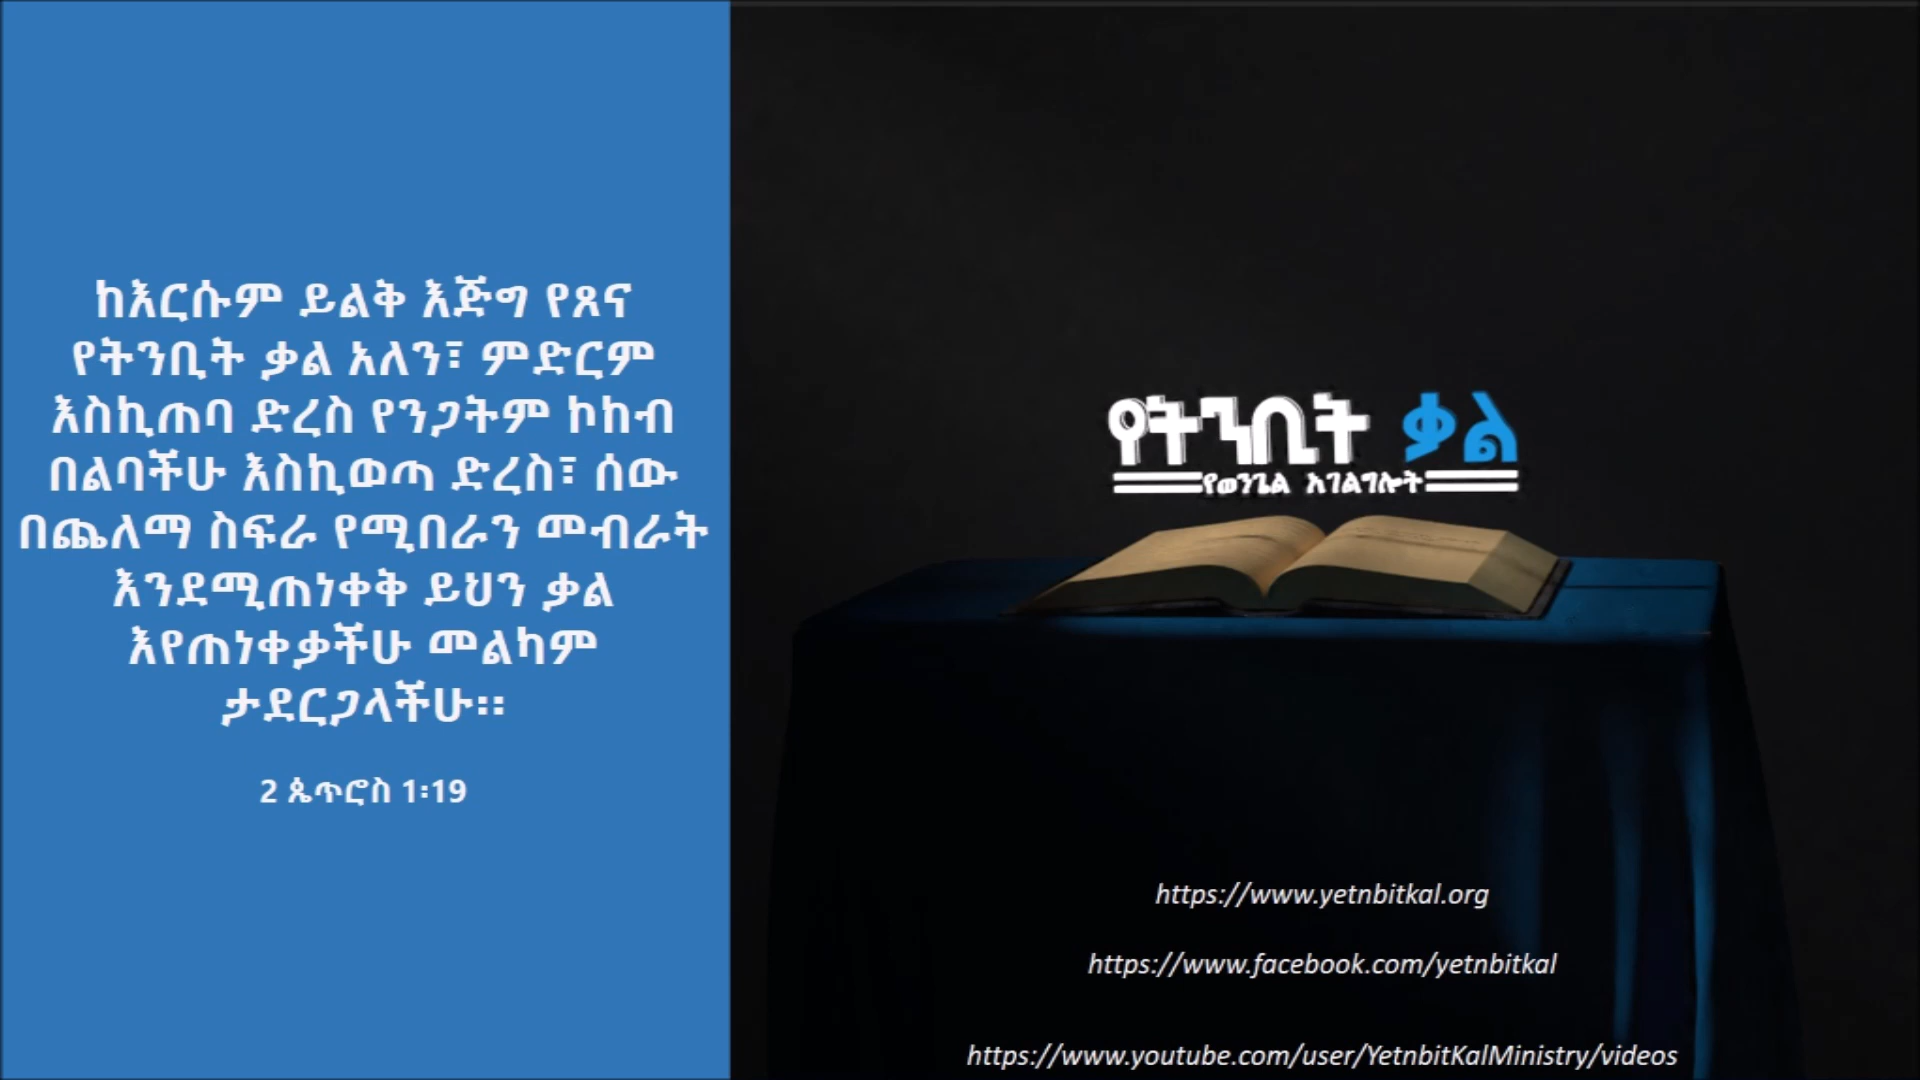 ከእርሱም ይልቅ እጅግ የጸና
የትንቢት ቃል አለን፣ ምድርም
እስኪጠባ ድረስ የንጋትም ኮከብ
በልባችሁ እስኪወጣ ድረስ፣ ሰው
በጨለማ ስፍራ የሚበራን መብራት
እንደሚጠነቀቅ ይህን ቃል
እየጠነቀቃችሁ መልካም
ታደርጋላችሁ።
2 ጴጥሮስ 1፡19
የትንቢት ቃል
የወንጌል አገልግሎት
https://www.yetnbitkal.org
https://www.facebook.com/yetnbitkal
https://www.youtube.com/user/YetnbitKalMinistry/videos